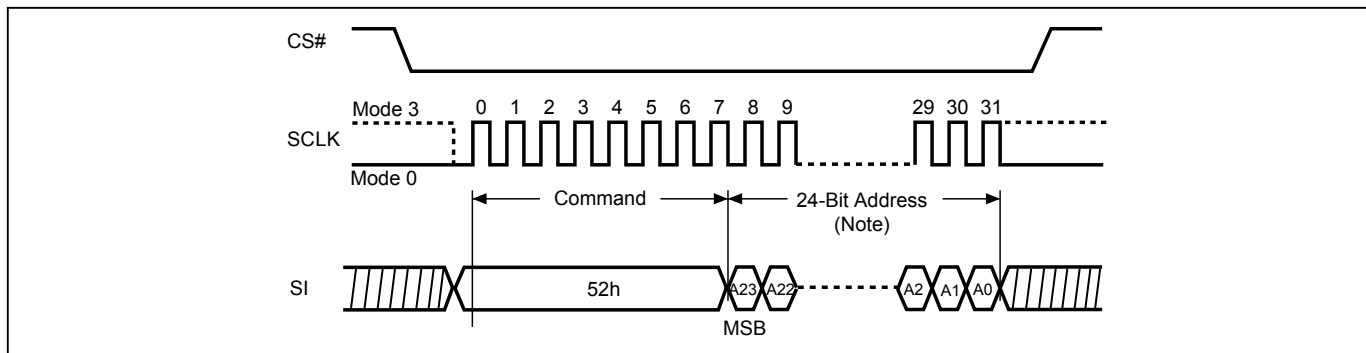 CS#
Mode 3
0 1 2 3 4 5 6 7 8 9 29 30 31
SCLK
Mode 0
Command
24-Bit Address
(Note)
SI
52h
A23 A22 A2 A1 A0
MSB